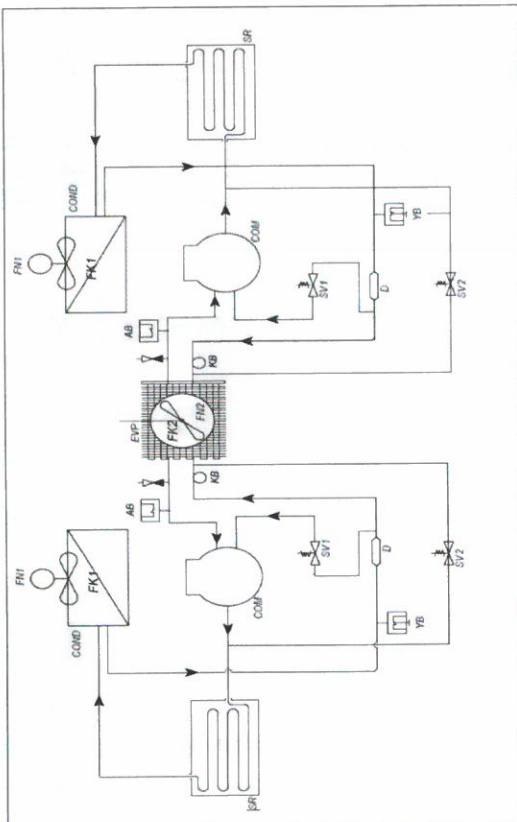 FN1
FN1
COND
COND
FK1
FK1
EVP
AB
AB
FK2
FN2
KB
KB
SR
COM
COM
SR
SV1
SV1
D
D
YB
YB
SV2
SV2